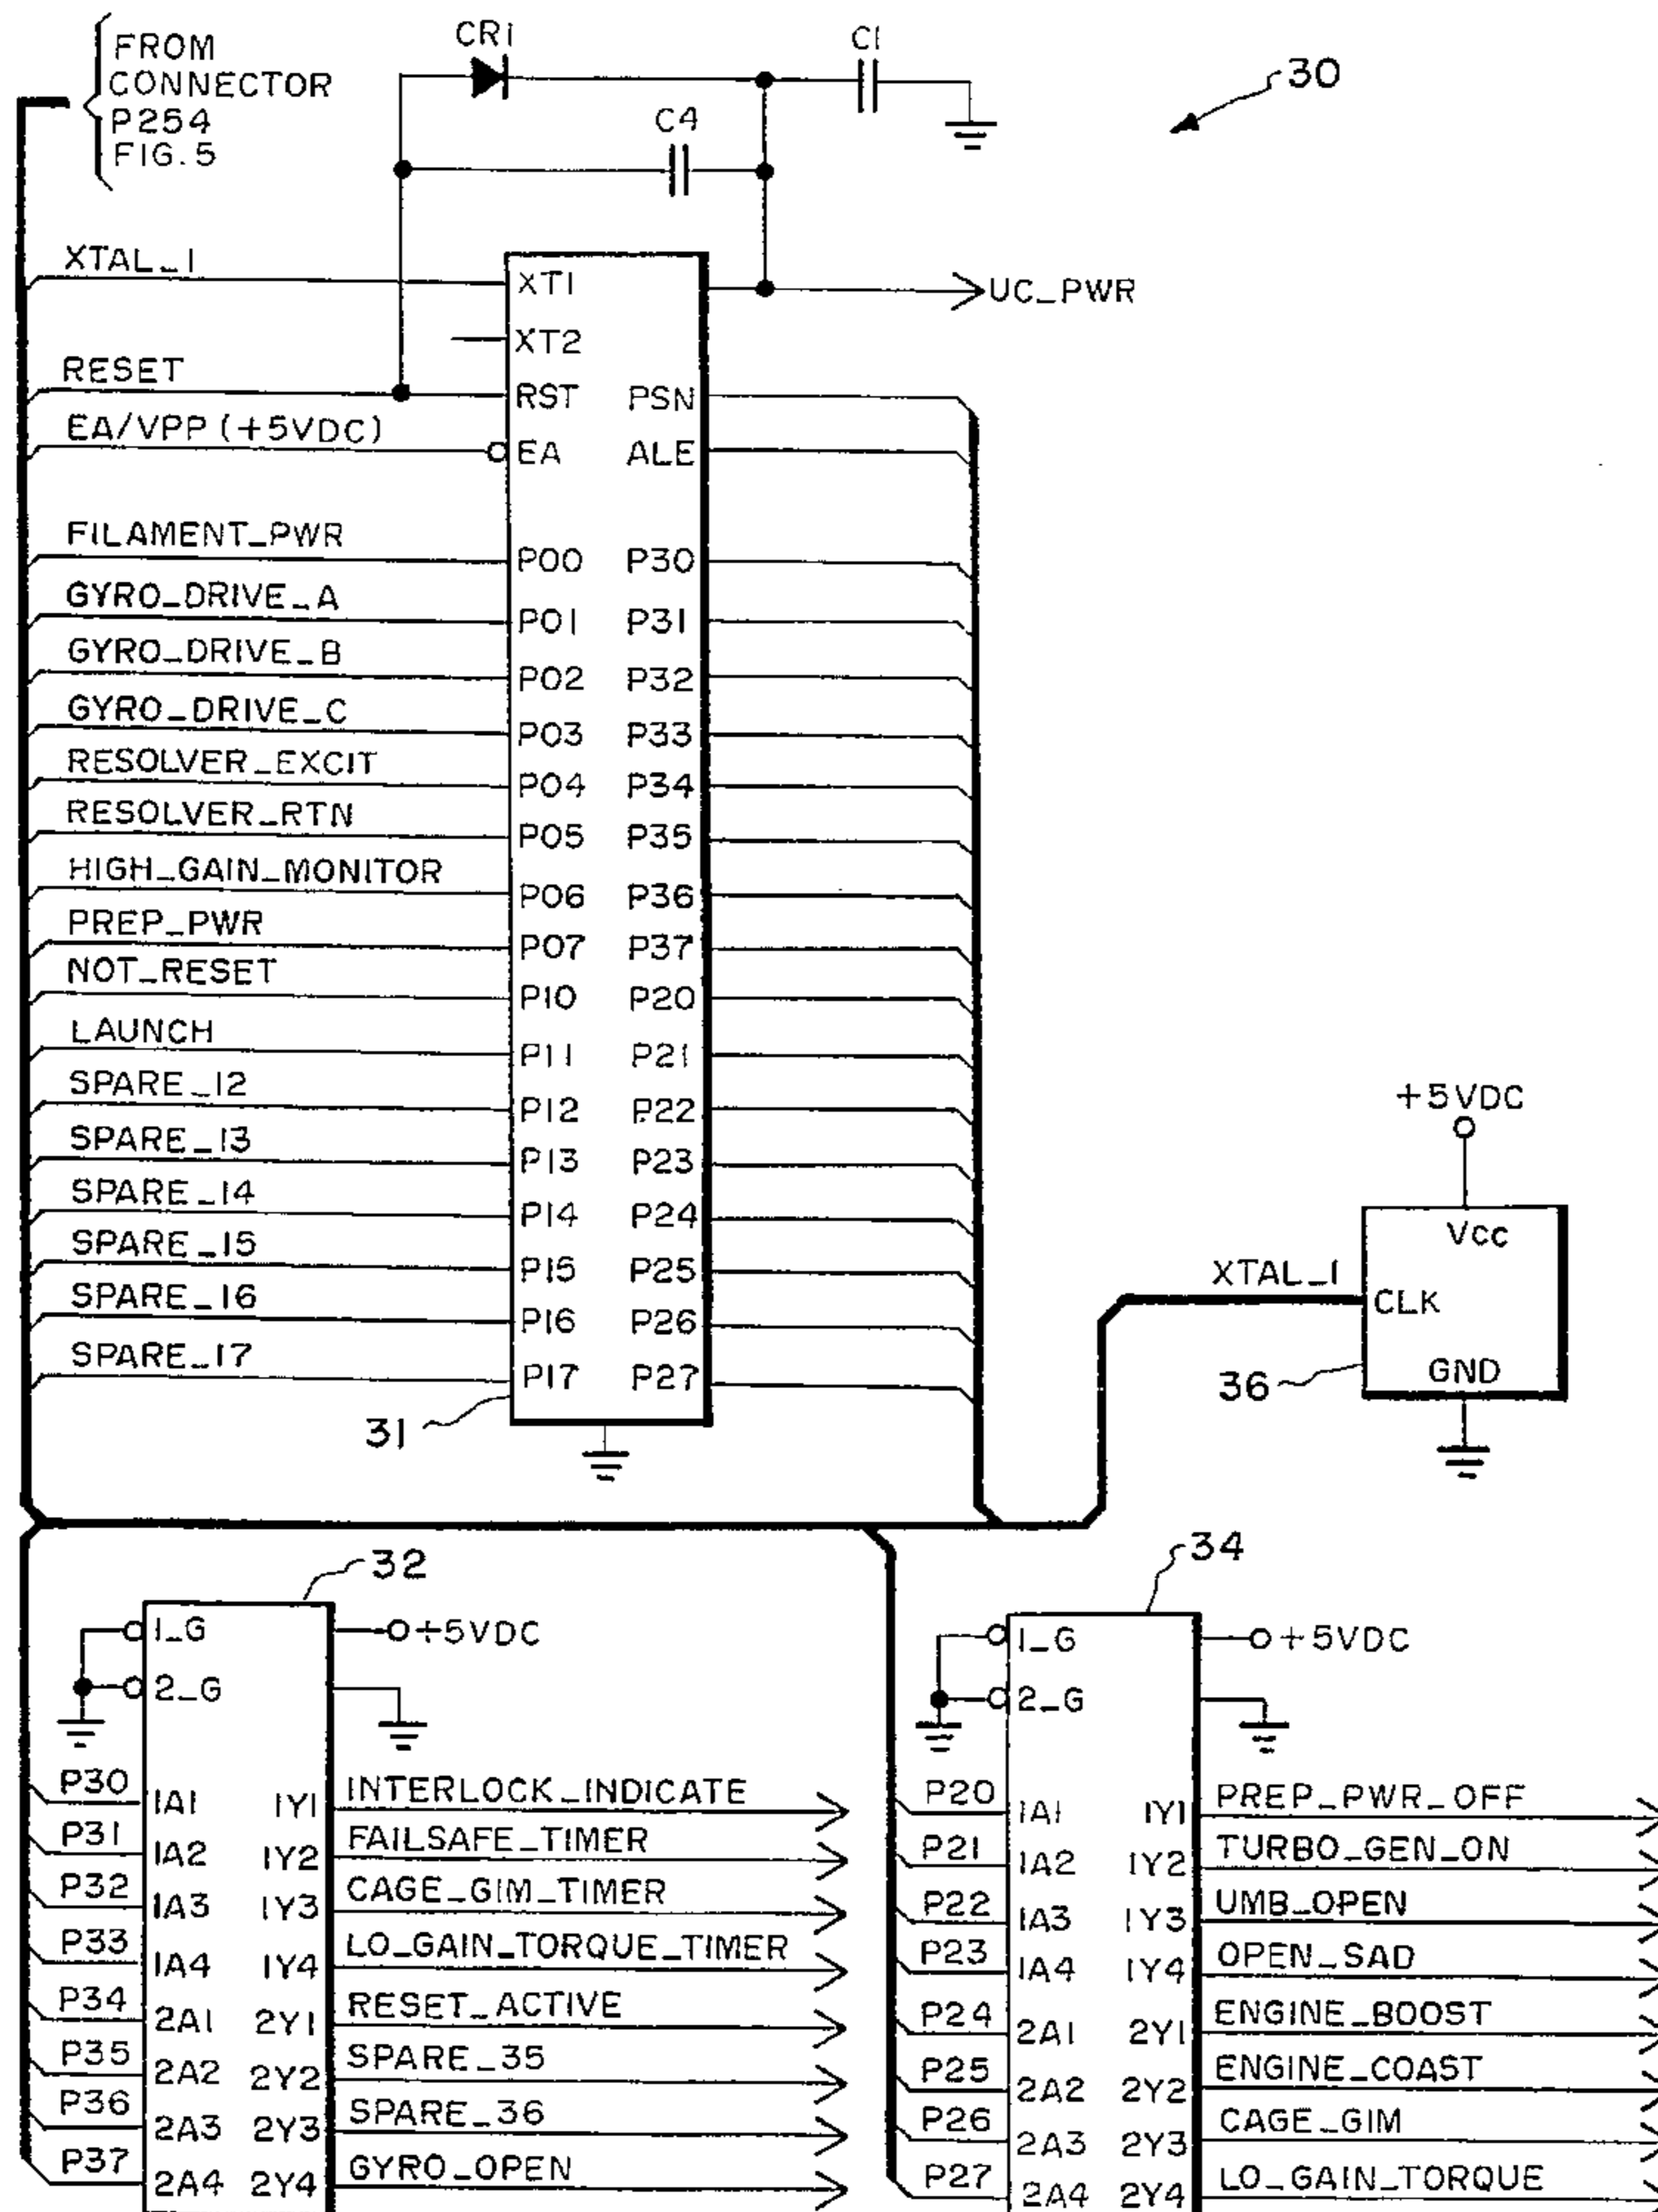 FROM
CONNECTOR
P254
FIG. 5
CR1
C1
30
C4
XTAL_1
XT1
UC_PWR
XT2
RESET
RST PSN
EA/VPP (+5VDC)
EA ALE
FILAMENT_PWR
P00 P30
GYRO_DRIVE_A
P01 P31
GYRO_DRIVE_B
P02 P32
GYRO_DRIVE_C
P03 P33
RESOLVER_EXCIT
P04 P34
RESOLVER_RTN
P05 P35
HIGH_GAIN_MONITOR
P06 P36
PREP_PWR
P07 P37
NOT_RESET
P10 P20
LAUNCH
P11 P21
SPARE_12
P12 P22
SPARE_13
P13 P23
SPARE_14
P14 P24
SPARE_15
P15 P25
SPARE_16
P16 P26
SPARE_17
P17 P27
31
+5VDC
Vcc
XTAL_1
CLK
GND
36
32
1_G +5VDC
2_G
P30 1A1 1Y1 INTERLOCK_INDICATE
P31 1A2 1Y2 FAILSAFE_TIMER
P32 1A3 1Y3 CAGE_GIM_TIMER
P33 1A4 1Y4 LO_GAIN_TORQUE_TIMER
P34 2A1 2Y1 RESET_ACTIVE
P35 2A2 2Y2 SPARE_35
P36 2A3 2Y3 SPARE_36
P37 2A4 2Y4 GYRO_OPEN
34
1_G +5VDC
2_G
P20 1A1 1Y1 PREP_PWR_OFF
P21 1A2 1Y2 TURBO_GEN_ON
P22 1A3 1Y3 UMB_OPEN
P23 1A4 1Y4 OPEN_SAD
P24 2A1 2Y1 ENGINE_BOOST
P25 2A2 2Y2 ENGINE_COAST
P26 2A3 2Y3 CAGE_GIM
P27 2A4 2Y4 LO_GAIN_TORQUE